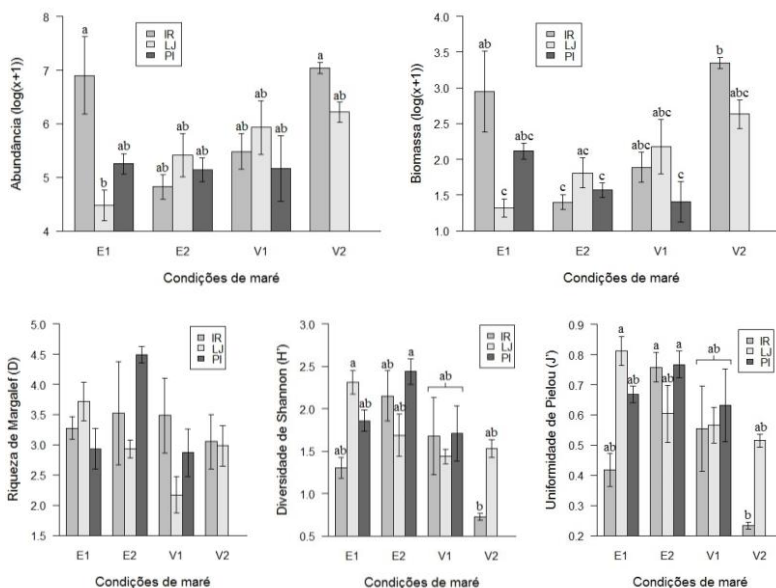 Abundância (log(x+1))
7
6
5
4
a
b
ab
ab
ab
ab
ab
ab
ab
a
ab
IR
LJ
PI
E1 E2 V1 V2
Condições de maré
Biomassa (log(x+1))
4.0
3.5
3.0
2.5
2.0
1.5
1.0
ab
c
abc
c
ac
c
abc
abc
c
b
abc
IR
LJ
PI
E1 E2 V1 V2
Condições de maré
Riqueza de Margalef (D)
5.0
4.5
4.0
3.5
3.0
2.5
2.0
1.5
IR
LJ
PI
E1 E2 V1 V2
Condições de maré
Diversidade de Shannon (H')
3.0
2.5
2.0
1.5
1.0
0.5
ab
a
ab
ab
ab
a
ab
b
ab
IR
LJ
PI
E1 E2 V1 V2
Condições de maré
Uniformidade de Pielou (J')
0.9
0.8
0.7
0.6
0.5
0.4
0.3
0.2
ab
a
ab
a
ab
a
ab
b
ab
IR
LJ
PI
E1 E2 V1 V2
Condições de maré